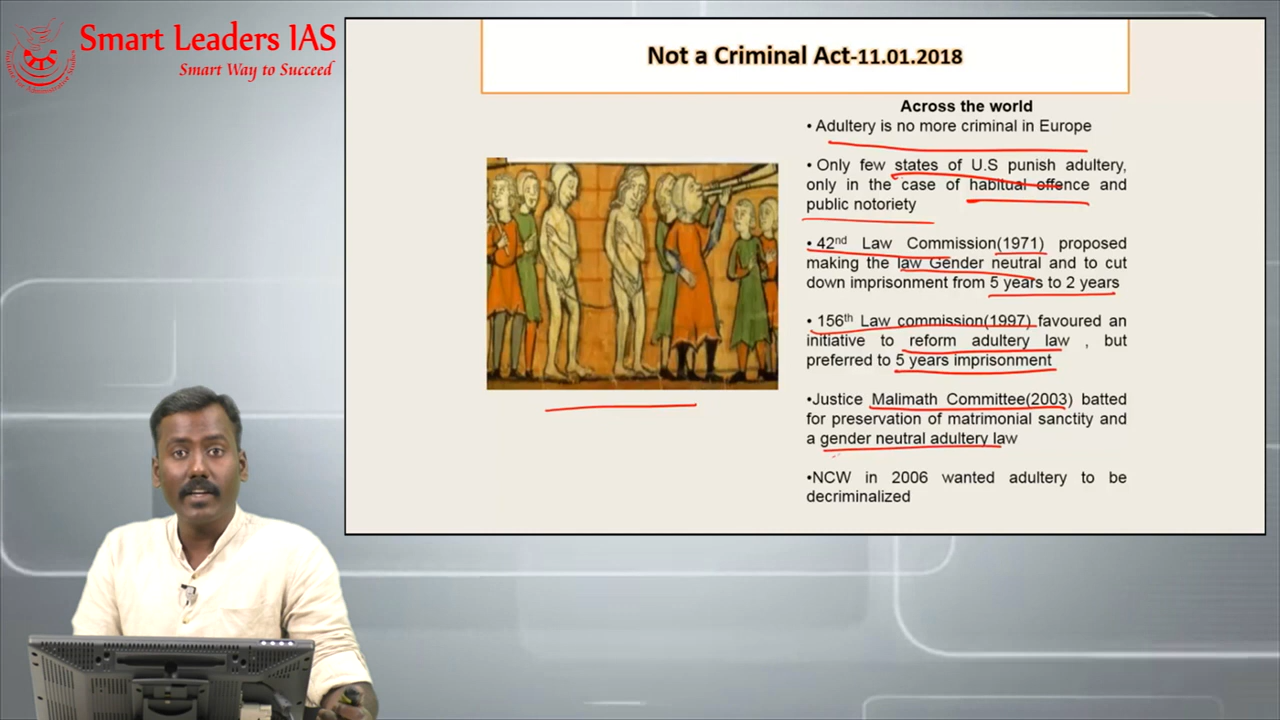 Smart Leaders IAS
Smart Way to Succeed
Not a Criminal Act-11.01.2018
Across the world
• Adultery is no more criminal in Europe
• Only few states of U.S punish adultery,
only in the case of habitual offence and
public notoriety
• 42nd Law Commission(1971) proposed
making the law Gender neutral and to cut
down imprisonment from 5 years to 2 years
• 156th Law commission(1997) favoured an
initiative to reform adultery law , but
preferred to 5 years imprisonment
•Justice Malimath Committee(2003) batted
for preservation of matrimonial sanctity and
a gender neutral adultery law
•NCW in 2006 wanted adultery to be
decriminalized